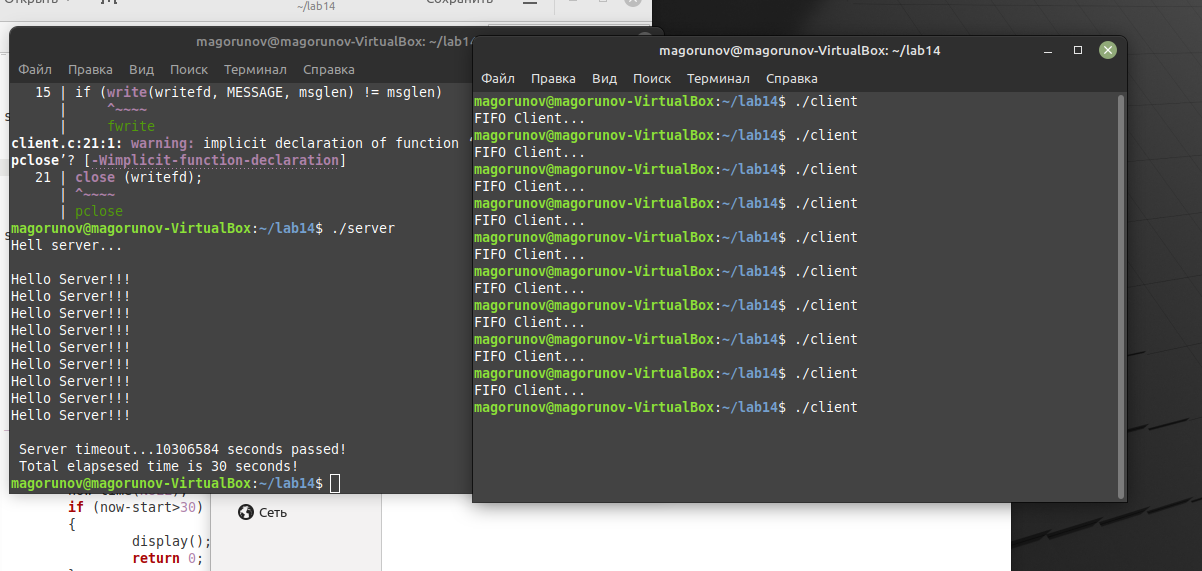 Открыть
Сохранить
~/lab14
magorunov@magorunov-VirtualBox: ~/lab14
Файл Правка Вид Поиск Терминал Справка
15 | if (write(writefd, MESSAGE, msglen) != msglen)
| ^~~~~
| fwrite
client.c:21:1: warning: implicit declaration of function ‘
pclose’? [-Wimplicit-function-declaration]
21 | close (writefd);
| ^~~~~
| pclose
magorunov@magorunov-VirtualBox:~/lab14$ ./server
Hell server...
Hello Server!!!
Hello Server!!!
Hello Server!!!
Hello Server!!!
Hello Server!!!
Hello Server!!!
Hello Server!!!
Hello Server!!!
Hello Server!!!
Server timeout...10306584 seconds passed!
Total elapsesed time is 30 seconds!
magorunov@magorunov-VirtualBox:~/lab14$
if (now-start>30)
{
display();
return 0;
Сеть
magorunov@magorunov-VirtualBox: ~/lab14
Файл Правка Вид Поиск Терминал Справка
magorunov@magorunov-VirtualBox:~/lab14$ ./client
FIFO Client...
magorunov@magorunov-VirtualBox:~/lab14$ ./client
FIFO Client...
magorunov@magorunov-VirtualBox:~/lab14$ ./client
FIFO Client...
magorunov@magorunov-VirtualBox:~/lab14$ ./client
FIFO Client...
magorunov@magorunov-VirtualBox:~/lab14$ ./client
FIFO Client...
magorunov@magorunov-VirtualBox:~/lab14$ ./client
FIFO Client...
magorunov@magorunov-VirtualBox:~/lab14$ ./client
FIFO Client...
magorunov@magorunov-VirtualBox:~/lab14$ ./client
FIFO Client...
magorunov@magorunov-VirtualBox:~/lab14$ ./client
FIFO Client...
magorunov@magorunov-VirtualBox:~/lab14$ ./client